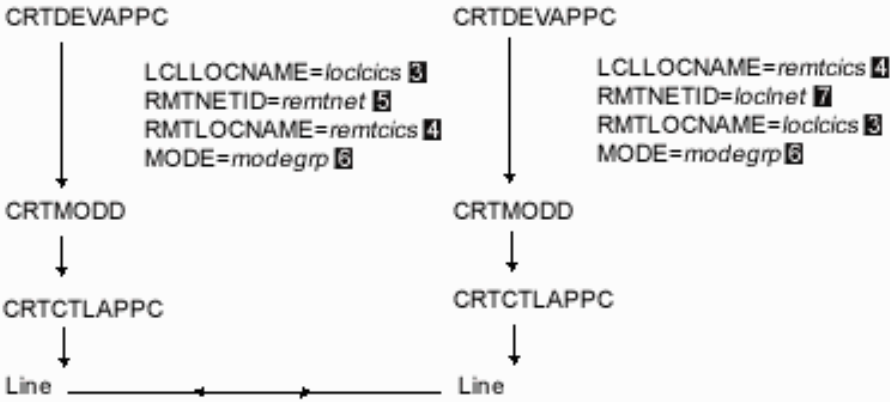 CRTDEVAPPC
LCLLOCNAME=loclcics 3
RMTNETID=remtnet 5
RMTLOCNAME=remtcics 4
MODE=modegrp 6
CRTMODD
CRTCTLAPPC
Line
CRTDEVAPPC
LCLLOCNAME=remtcics 4
RMTNETID=loclnet 7
RMTLOCNAME=loclcics 3
MODE=modegrp 6
CRTMODD
CRTCTLAPPC
Line